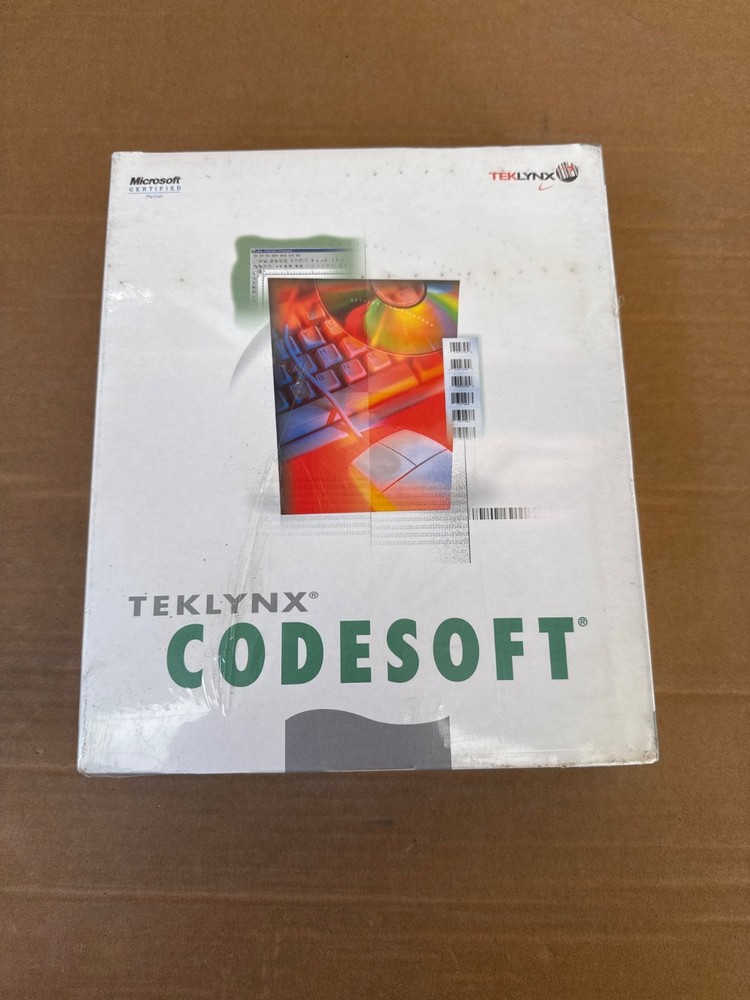 Microsoft
CERTIFIED
Partner
TEKLYNX
TEKLYNX®
CODESOFT®